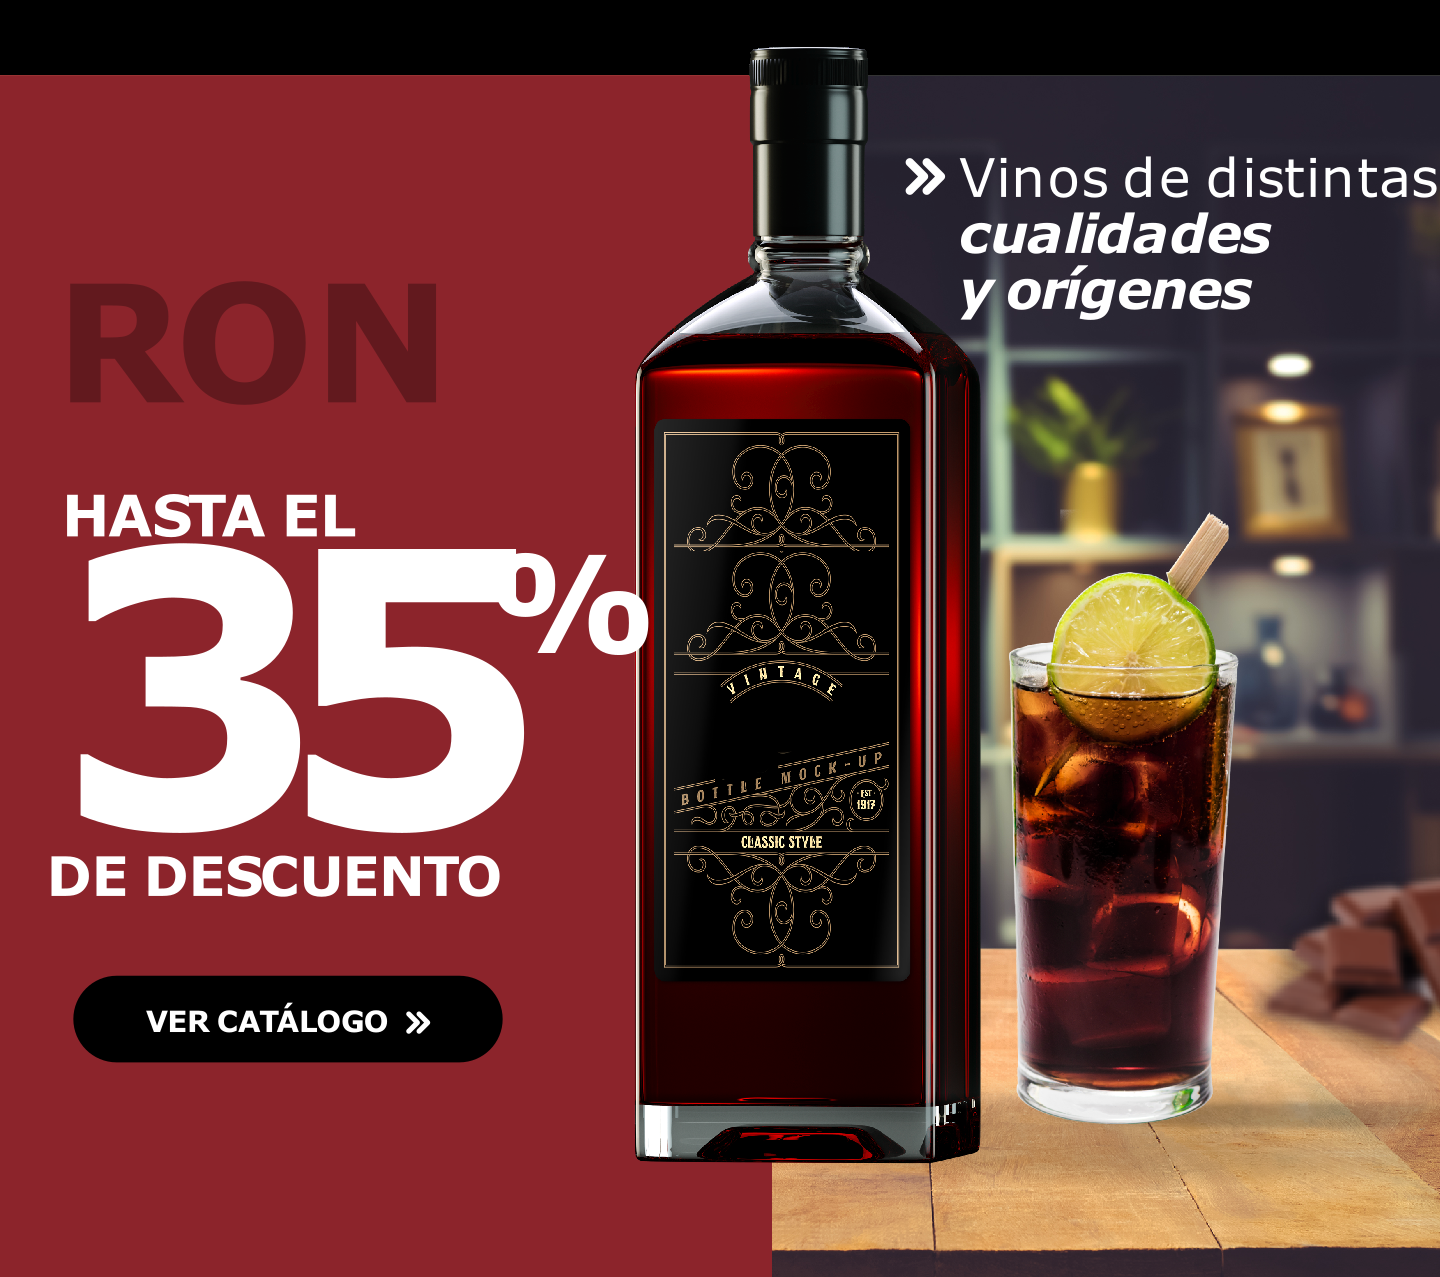 RON
HASTA EL
35%
DE DESCUENTO
VER CATÁLOGO
Vinos de distintas
cualidades
y orígenes
VINTAGE
BOTTLE MOCK-UP
EST
1917
CLASSIC STYLE